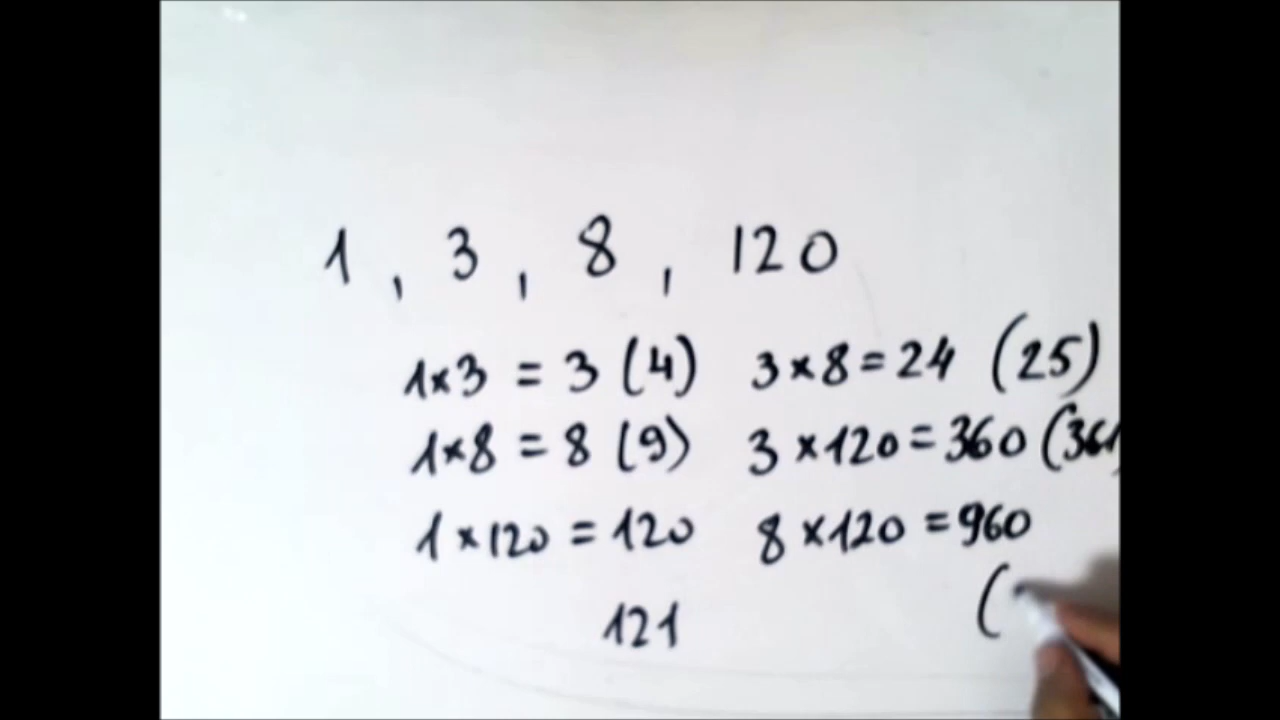 1 , 3 , 8 , 120
1×3 = 3 (4) 3×8=24 (25)
1×8 = 8 (9) 3×120=360 (361)
1×120=120 8×120=960
121 (